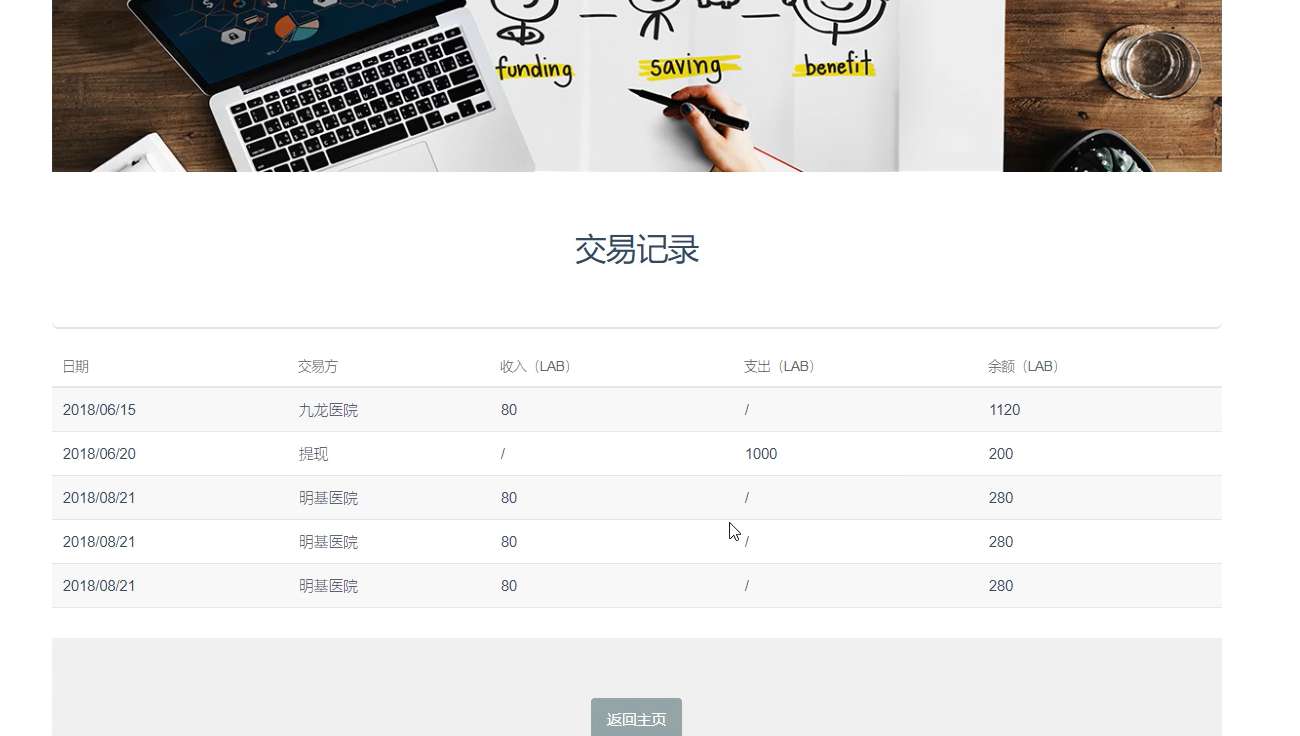 funding saving benefit
交易记录
日期 交易方 收入（LAB） 支出（LAB） 余额（LAB）
2018/06/15 九龙医院 80 / 1120
2018/06/20 提现 / 1000 200
2018/08/21 明基医院 80 / 280
2018/08/21 明基医院 80 / 280
2018/08/21 明基医院 80 / 280
返回主页